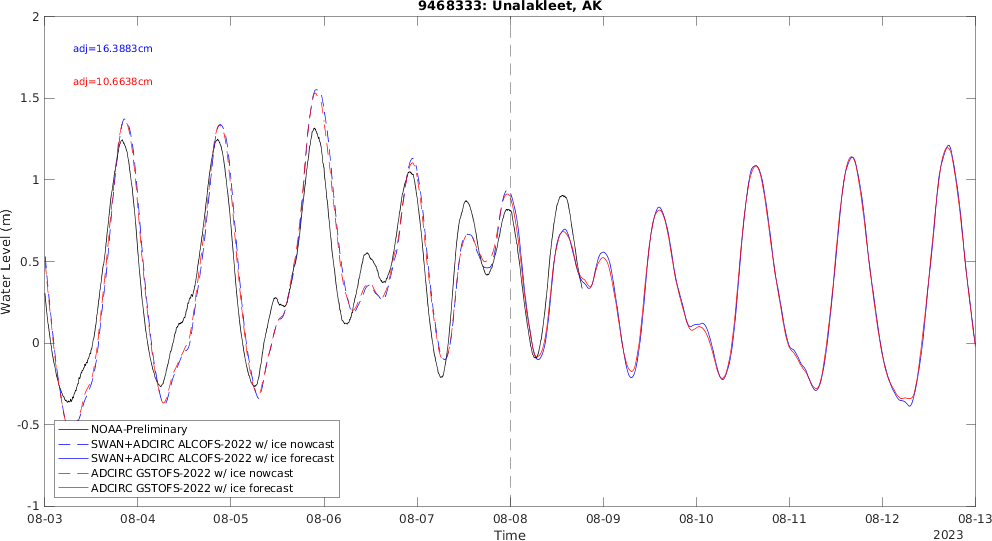 9468333: Unalakleet, AK
adj=16.3883cm
adj=10.6638cm
2
1.5
1
0.5
0
-0.5
-1
Water Level (m)
NOAA-Preliminary
SWAN+ADCIRC ALCOFS-2022 w/ ice nowcast
SWAN+ADCIRC ALCOFS-2022 w/ ice forecast
ADCIRC GSTOFS-2022 w/ ice nowcast
ADCIRC GSTOFS-2022 w/ ice forecast
08-03 08-04 08-05 08-06 08-07 08-08 08-09 08-10 08-11 08-12 08-13
Time
2023